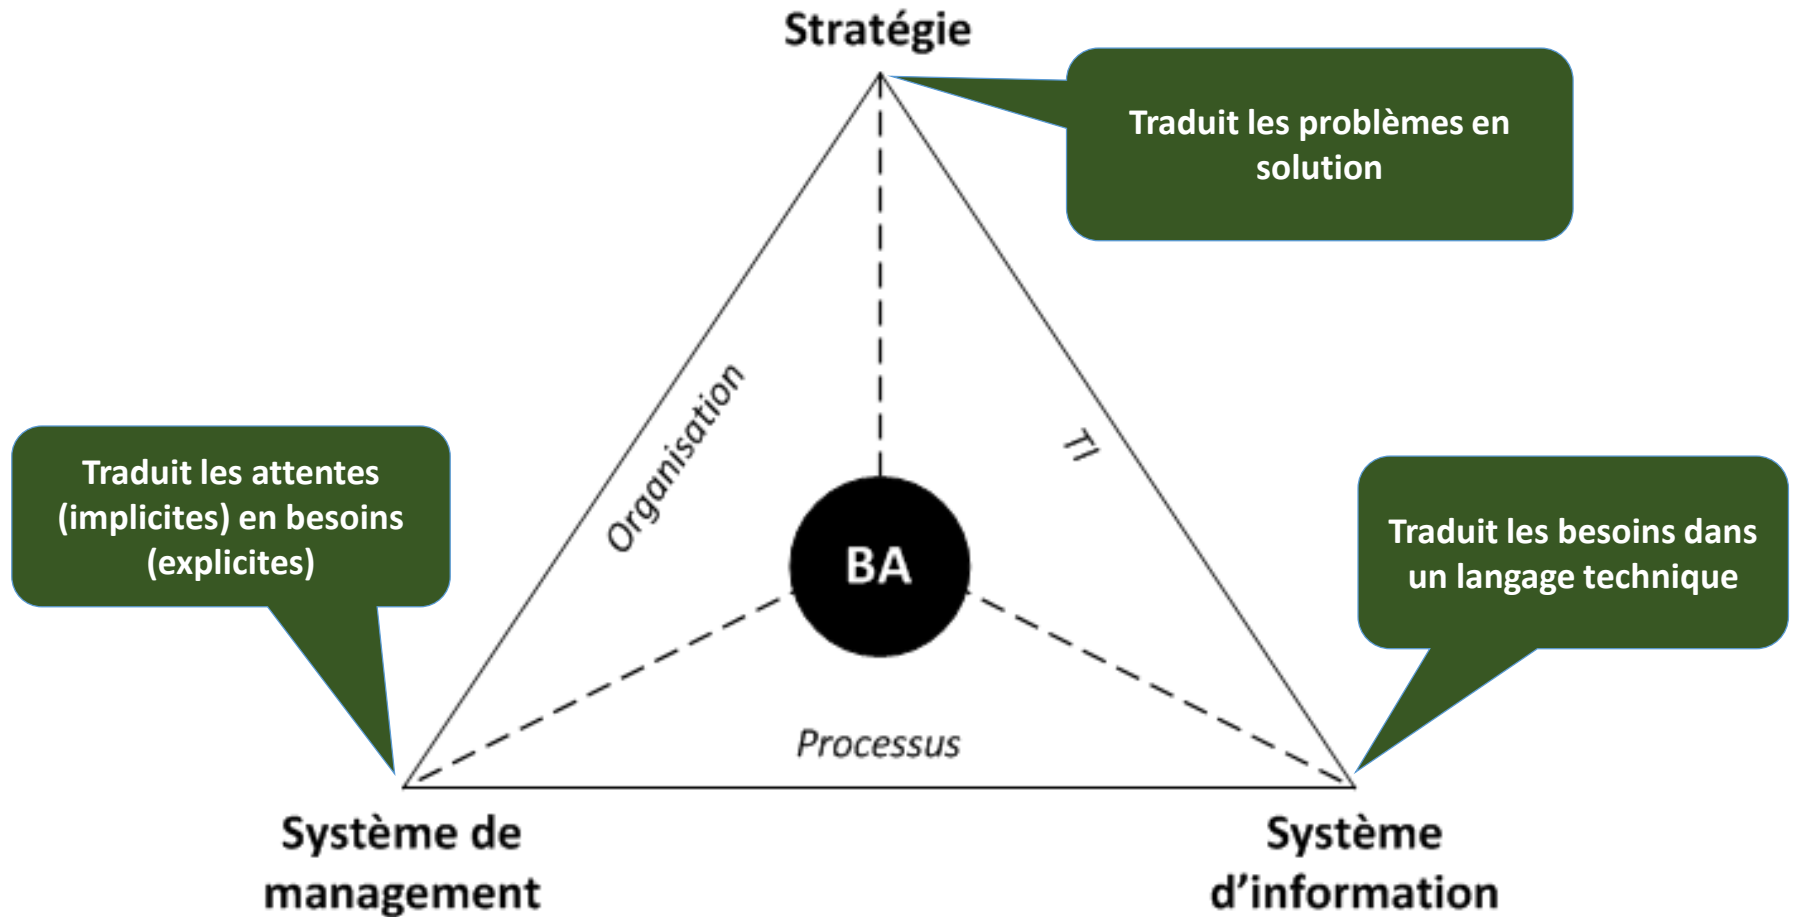 Stratégie
Traduit les problèmes en
solution
Organisation
TI
Traduit les attentes
(implicites) en besoins
(explicites)
BA
Traduit les besoins dans
un langage technique
Processus
Système de
management
Système
d’information